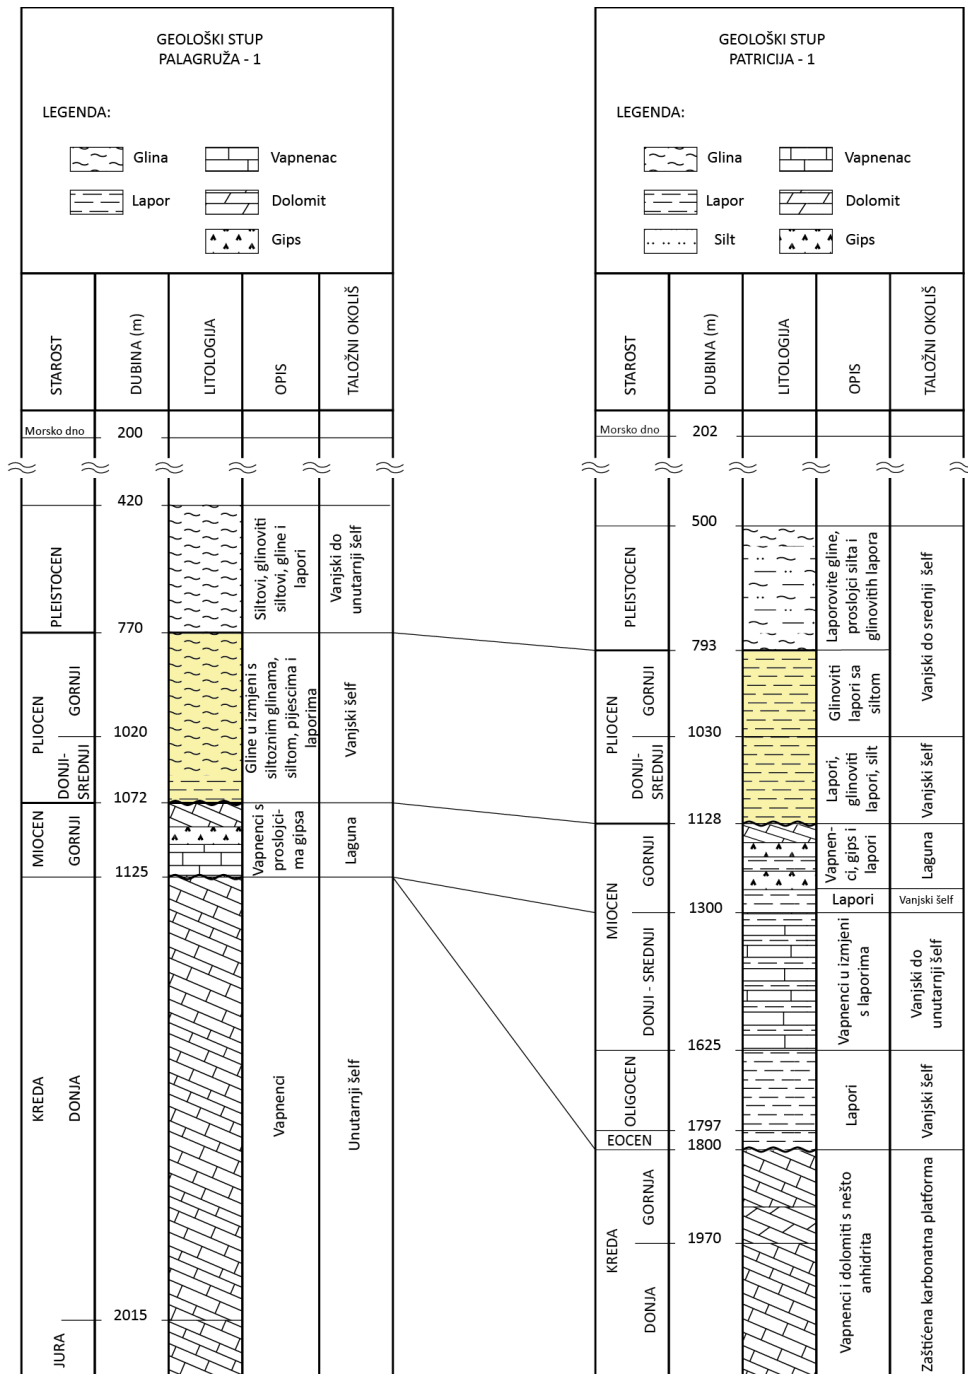 GEOLOŠKI STUP
PALAGRUŽA - 1
LEGENDA:
Glina
Vapnenac
Lapor
Dolomit
Gips
STAROST
DUBINA (m)
LITOLOGIJA
OPIS
TALOŽNI OKOLIŠ
Morsko dno
200
420
PLEISTOCEN
Siltovi, glinoviti
siltovi, gline i
lapori
Vanjski do
unutarnji šelf
770
PLIOCEN
GORNJI
Gline u izmjeni s
siltoznim glinama,
siltom, pijescima i
laporima
Vanjski šelf
1020
DONJI-
SREDNJI
1072
MIOCEN
GORNJI
Vapnenci s
proslojci-
ma gipsa
Laguna
1125
KREDA
DONJA
Vapnenci
Unutarnji šelf
2015
JURA
GEOLOŠKI STUP
PATRICIJA - 1
LEGENDA:
Glina
Vapnenac
Lapor
Dolomit
Silt
Gips
STAROST
DUBINA (m)
LITOLOGIJA
OPIS
TALOŽNI OKOLIŠ
Morsko dno
202
500
PLEISTOCEN
Laporovite gline,
proslojci silta i
glinovitih lapora
Vanjski do srednji šelf
793
PLIOCEN
GORNJI
Glinoviti
lapori sa
siltom
1030
DONJI-
SREDNJI
Lapori,
glinoviti
lapori, silt
Vanjski šelf
1128
MIOCEN
GORNJI
Vapnen-
ci, gips i
lapori
Laguna
Lapori
Vanjski šelf
1300
DONJI - SREDNJI
Vapnenci u izmjeni
s laporima
Vanjski do
unutarnji šelf
1625
OLIGOCEN
Lapori
Vanjski šelf
1797
EOCEN
1800
KREDA
GORNJA
Vapnenci i dolomiti s nešto
anhidrita
Zaštićena karbonatna platforma
1970
DONJA